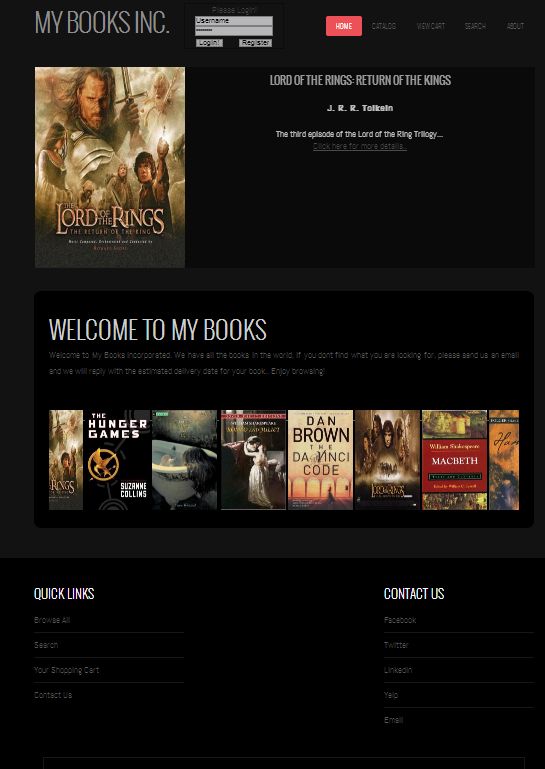 MY BOOKS INC.
Please Login!
Username
Login!
Register
HOME
CATALOG
VIEW CART
SEARCH
ABOUT
THE
LORD OF THE RINGS
THE RETURN OF THE KING
LORD OF THE RINGS: RETURN OF THE KINGS
J. R. R. Tolkein
The third episode of the Lord of the Ring Trilogy...
Click here for more details..
WELCOME TO MY BOOKS
Welcome to My Books Incorporated. We have all the books in the world. If you dont find what you are looking for, please send us an email
and we will reply with the estimated delivery date for your book.. Enjoy browsing!
THE
HUNGER
GAMES
SUZANNE
COLLINS
DAN
BROWN
THE
DA VINCI
CODE
William Shakespeare
MACBETH
QUICK LINKS
Browse All
Search
Your Shopping Cart
Contact Us
CONTACT US
Facebook
Twitter
LinkedIn
Yelp
Email